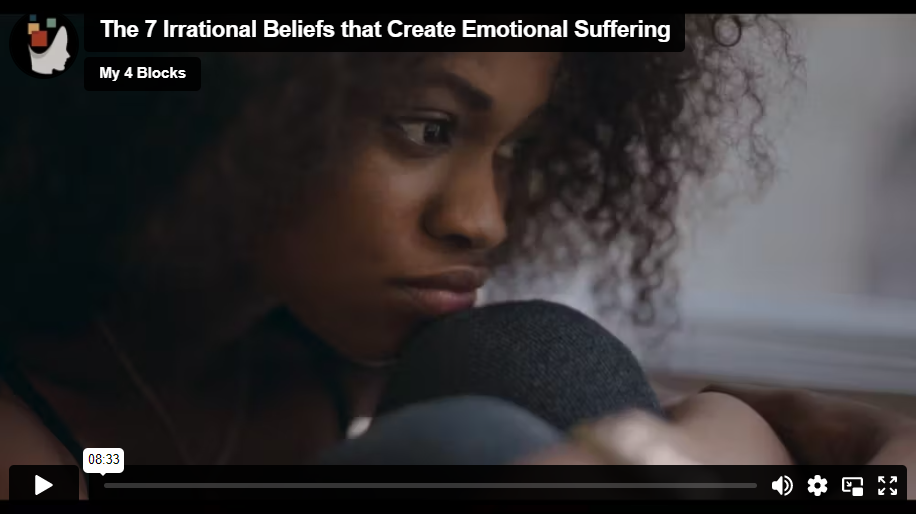 The 7 Irrational Beliefs that Create Emotional Suffering
My 4 Blocks
08:33